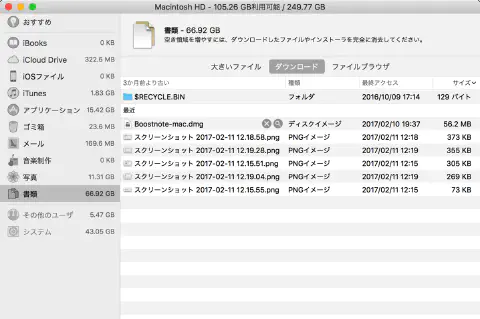 Macintosh HD - 105.26 GB利用可能 / 249.77 GB
おすすめ
iBooks 0 KB
iCloud Drive 322.5 MB
iOSファイル 0 KB
iTunes 1.83 GB
アプリケーション 15.42 GB
ゴミ箱 23.6 MB
メール 169.6 MB
音楽制作 0 KB
写真 11.31 GB
書類 66.92 GB
その他のユーザ 5.47 GB
システム 43.05 GB
書類 - 66.92 GB
空き領域を増やすには、ダウンロードしたファイルやインストーラを完全に消去してください。
大きいファイル ダウンロード ファイルブラウザ
3か月前より古い 種類 最終アクセス サイズ
$RECYCLE.BIN フォルダ 2016/10/09 17:14 129 バイト
最近
Boostnote-mac.dmg ディスクイメージ 2017/02/10 19:37 56.2 MB
スクリーンショット 2017-02-11 12.18.58.png PNGイメージ 2017/02/11 12:18 373 KB
スクリーンショット 2017-02-11 12.19.28.png PNGイメージ 2017/02/11 12:19 355 KB
スクリーンショット 2017-02-11 12.15.51.png PNGイメージ 2017/02/11 12:15 305 KB
スクリーンショット 2017-02-11 12.19.04.png PNGイメージ 2017/02/11 12:19 269 KB
スクリーンショット 2017-02-11 12.15.55.png PNGイメージ 2017/02/11 12:15 73 KB